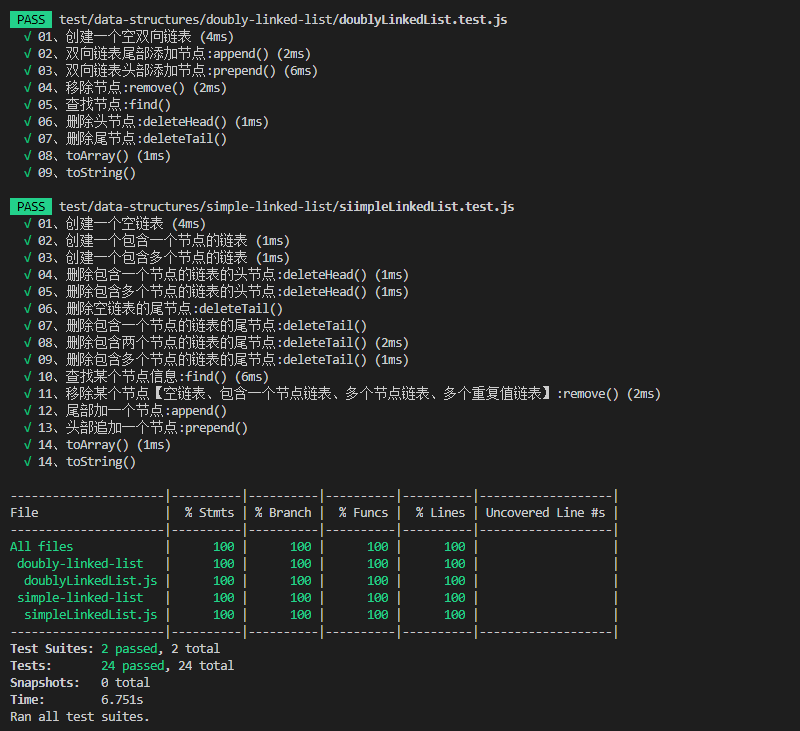 PASS test/data-structures/doubly-linked-list/doublyLinkedList.test.js
√ 01、创建一个空双向链表 (4ms)
√ 02、双向链表尾部添加节点:append() (2ms)
√ 03、双向链表头部添加节点:prepend() (6ms)
√ 04、移除节点:remove() (2ms)
√ 05、查找节点:find()
√ 06、删除头节点:deleteHead() (1ms)
√ 07、删除尾节点:deleteTail()
√ 08、toArray() (1ms)
√ 09、toString()
PASS test/data-structures/simple-linked-list/siimpleLinkedList.test.js
√ 01、创建一个空链表 (4ms)
√ 02、创建一个包含一个节点的链表 (1ms)
√ 03、创建一个包含多个节点的链表 (1ms)
√ 04、删除包含一个节点的链表的头节点:deleteHead() (1ms)
√ 05、删除包含多个节点的链表的头节点:deleteHead() (1ms)
√ 06、删除空链表的尾节点:deleteTail()
√ 07、删除包含一个节点的链表的尾节点:deleteTail()
√ 08、删除包含两个节点的链表的尾节点:deleteTail() (2ms)
√ 09、删除包含多个节点的链表的尾节点:deleteTail() (1ms)
√ 10、查找某个节点信息:find() (6ms)
√ 11、移除某个节点【空链表、包含一个节点链表、多个节点链表、多个重复值链表】:remove() (2ms)
√ 12、尾部加一个节点:append()
√ 13、头部追加一个节点:prepend()
√ 14、toArray() (1ms)
√ 14、toString()
----------------------|----------|----------|----------|----------|-------------------|
File | % Stmts | % Branch | % Funcs | % Lines | Uncovered Line #s |
----------------------|----------|----------|----------|----------|-------------------|
All files | 100 | 100 | 100 | 100 | |
doubly-linked-list | 100 | 100 | 100 | 100 | |
doublyLinkedList.js | 100 | 100 | 100 | 100 | |
simple-linked-list | 100 | 100 | 100 | 100 | |
simpleLinkedList.js | 100 | 100 | 100 | 100 | |
----------------------|----------|----------|----------|----------|-------------------|
Test Suites: 2 passed, 2 total
Tests: 24 passed, 24 total
Snapshots: 0 total
Time: 6.751s
Ran all test suites.